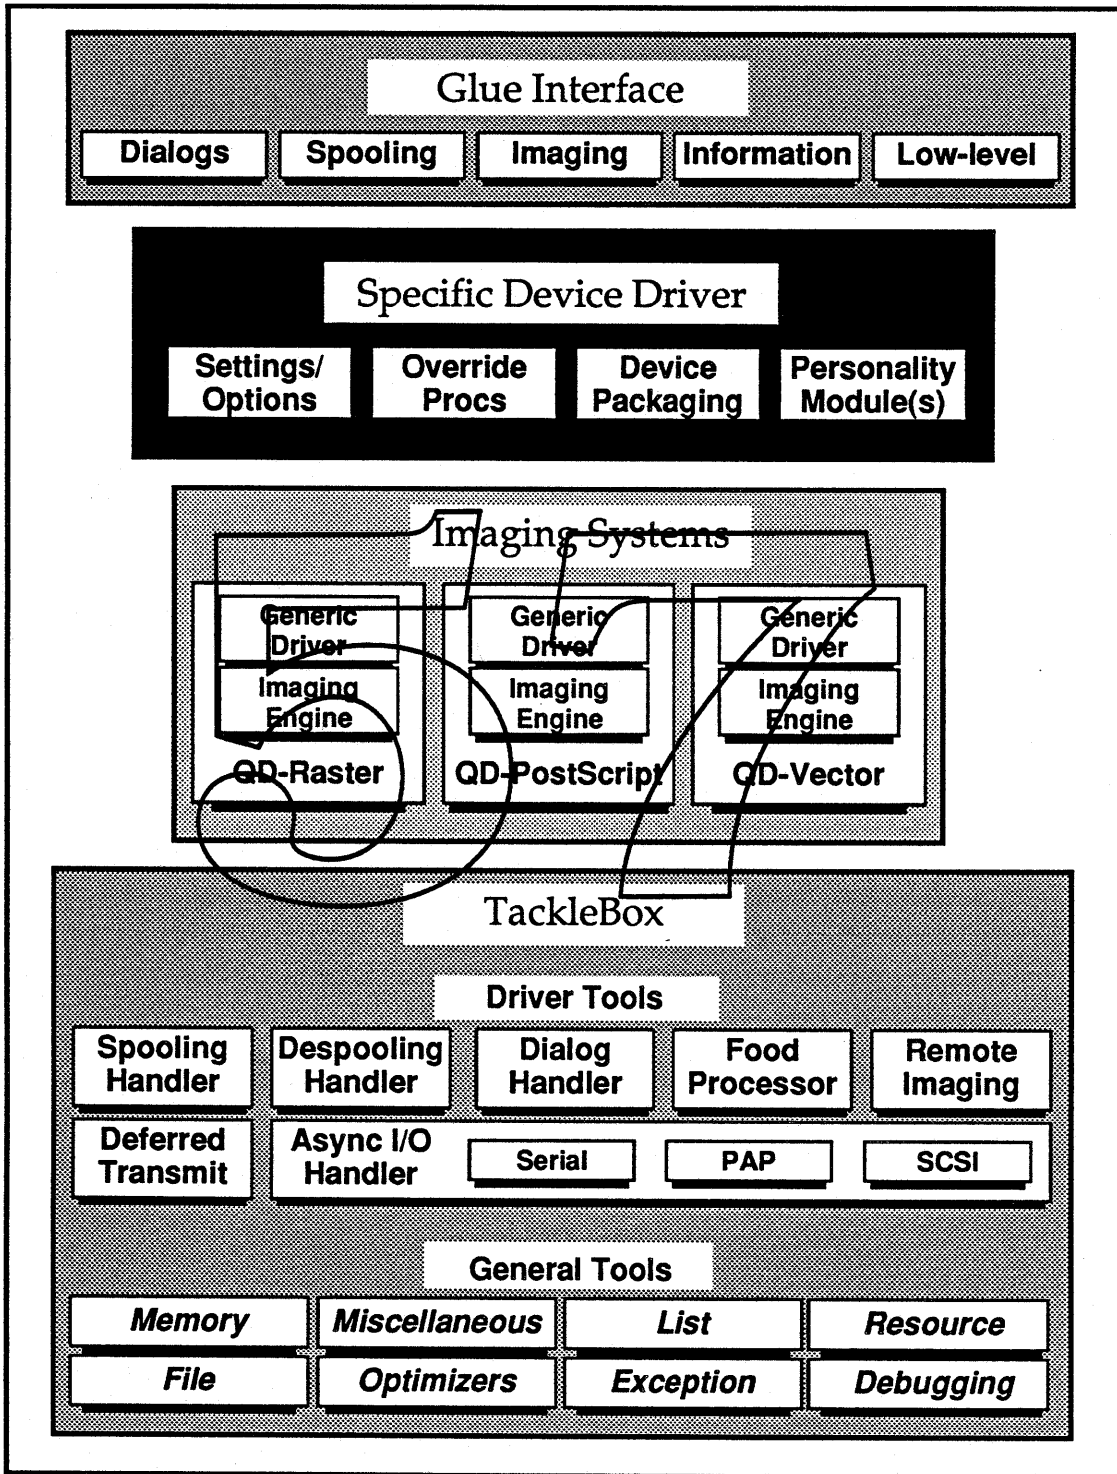 Glue Interface
Dialogs
Spooling
Imaging
Information
Low-level
Specific Device Driver
Settings/
Options
Override
Procs
Device
Packaging
Personality
Module(s)
Imaging Systems
Generic
Driver
Imaging
Engine
QD-Raster
Generic
Driver
Imaging
Engine
QD-PostScript
Generic
Driver
Imaging
Engine
QD-Vector
TackleBox
Driver Tools
Spooling
Handler
Despooling
Handler
Dialog
Handler
Food
Processor
Remote
Imaging
Deferred
Transmit
Async I/O
Handler
Serial
PAP
SCSI
General Tools
Memory
Miscellaneous
List
Resource
File
Optimizers
Exception
Debugging